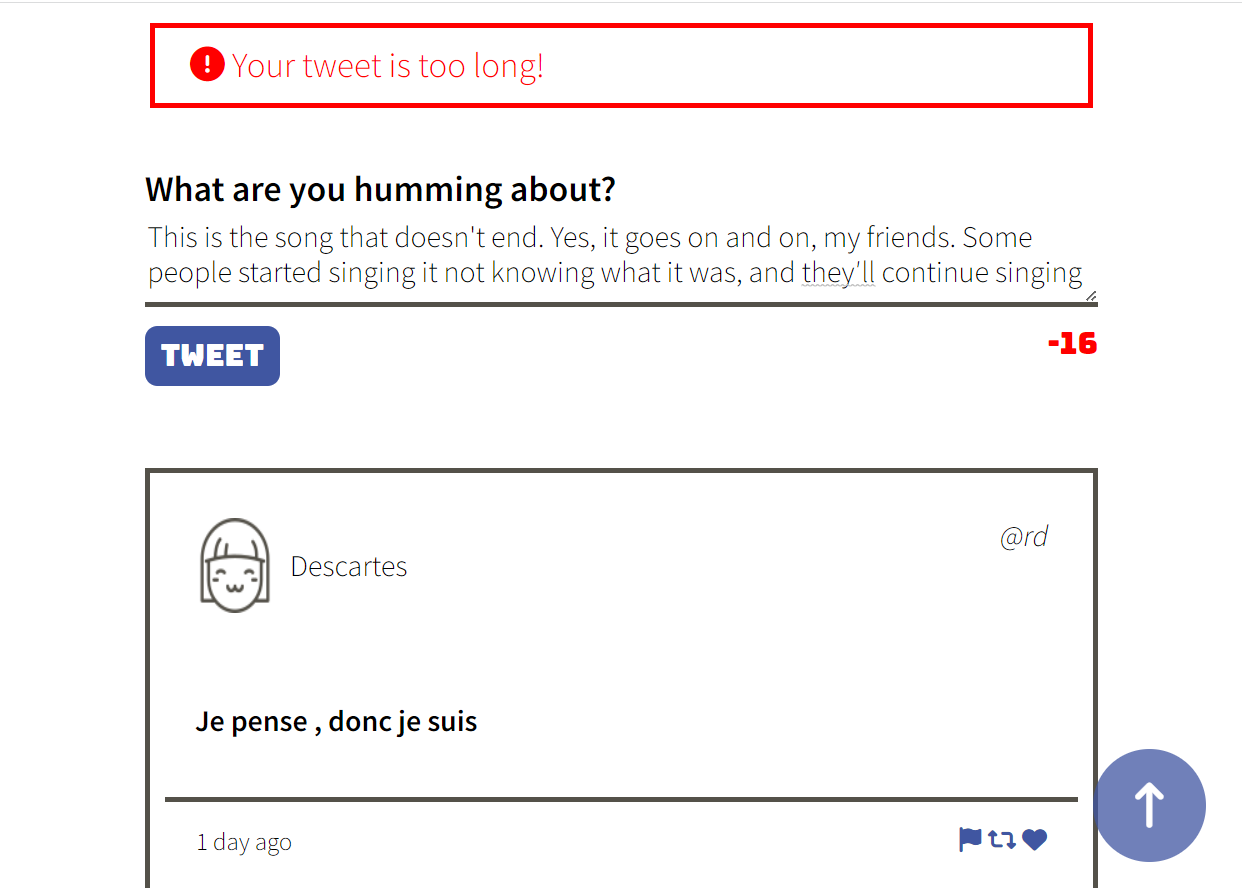 Your tweet is too long!
What are you humming about?
This is the song that doesn't end. Yes, it goes on and on, my friends. Some
people started singing it not knowing what it was, and they'll continue singing
TWEET
-16
@rd
Descartes
Je pense , donc je suis
1 day ago